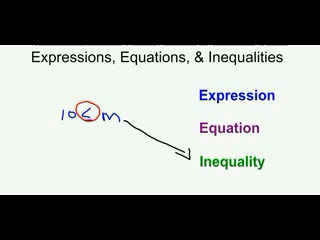 Expressions, Equations, & Inequalities
Expression
10 < m
Equation
Inequality